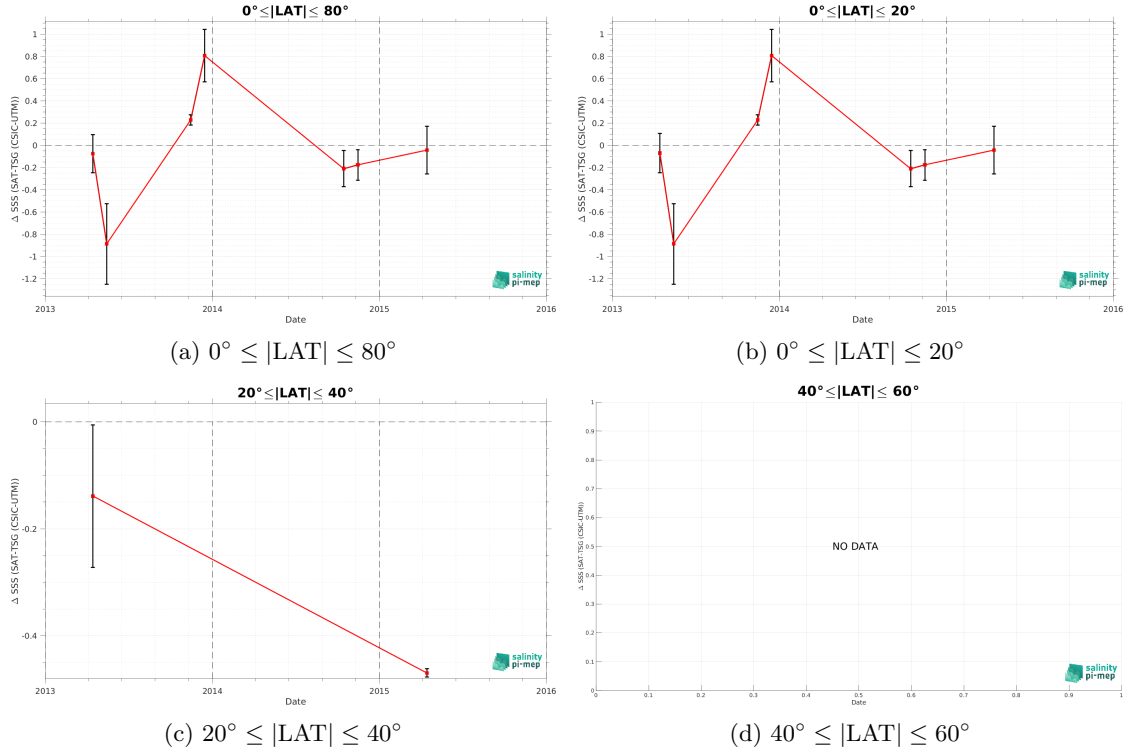 0°≤|LAT|≤ 80°
Δ SSS (SAT-TSG (CSIC-UTM))
1
0.8
0.6
0.4
0.2
0
-0.2
-0.4
-0.6
-0.8
-1
-1.2
2013 2014 2015 2016
Date
salinity
pi-mep
(a) 0° ≤ |LAT| ≤ 80°
0°≤|LAT|≤ 20°
Δ SSS (SAT-TSG (CSIC-UTM))
1
0.8
0.6
0.4
0.2
0
-0.2
-0.4
-0.6
-0.8
-1
-1.2
2013 2014 2015 2016
Date
salinity
pi-mep
(b) 0° ≤ |LAT| ≤ 20°
20°≤|LAT|≤ 40°
Δ SSS (SAT-TSG (CSIC-UTM))
0
-0.2
-0.4
2013 2014 2015 2016
Date
salinity
pi-mep
(c) 20° ≤ |LAT| ≤ 40°
40°≤|LAT|≤ 60°
Δ SSS (SAT-TSG (CSIC-UTM))
1
0.9
0.8
0.7
0.6
0.5
0.4
0.3
0.2
0.1
0
NO DATA
0 0.1 0.2 0.3 0.4 0.5 0.6 0.7 0.8 0.9 1
Date
salinity
pi-mep
(d) 40° ≤ |LAT| ≤ 60°